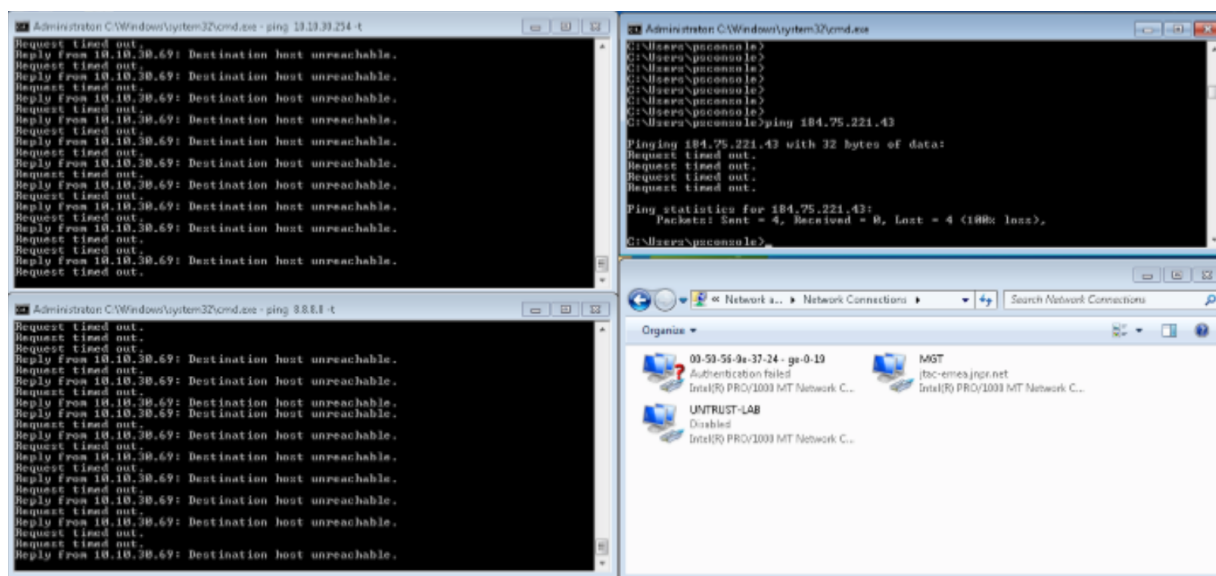 Administrator: C:\Windows\system32\cmd.exe - ping 10.10.30.254 -t
Request timed out.
Reply from 10.10.30.69: Destination host unreachable.
Request timed out.
Reply from 10.10.30.69: Destination host unreachable.
Request timed out.
Reply from 10.10.30.69: Destination host unreachable.
Request timed out.
Reply from 10.10.30.69: Destination host unreachable.
Request timed out.
Reply from 10.10.30.69: Destination host unreachable.
Request timed out.
Reply from 10.10.30.69: Destination host unreachable.
Request timed out.
Reply from 10.10.30.69: Destination host unreachable.
Request timed out.
Reply from 10.10.30.69: Destination host unreachable.
Request timed out.
Reply from 10.10.30.69: Destination host unreachable.
Request timed out.
Request timed out.
Reply from 10.10.30.69: Destination host unreachable.
Request timed out.
Administrator: C:\Windows\system32\cmd.exe - ping 8.8.8.8 -t
Request timed out.
Request timed out.
Request timed out.
Reply from 10.10.30.69: Destination host unreachable.
Request timed out.
Reply from 10.10.30.69: Destination host unreachable.
Request timed out.
Request timed out.
Reply from 10.10.30.69: Destination host unreachable.
Request timed out.
Reply from 10.10.30.69: Destination host unreachable.
Request timed out.
Reply from 10.10.30.69: Destination host unreachable.
Request timed out.
Reply from 10.10.30.69: Destination host unreachable.
Request timed out.
Reply from 10.10.30.69: Destination host unreachable.
Request timed out.
Reply from 10.10.30.69: Destination host unreachable.
Request timed out.
Request timed out.
Reply from 10.10.30.69: Destination host unreachable.
Administrator: C:\Windows\system32\cmd.exe
C:\Users\psconsole>
C:\Users\psconsole>
C:\Users\psconsole>
C:\Users\psconsole>
C:\Users\psconsole>
C:\Users\psconsole>
C:\Users\psconsole>ping 184.75.221.43
Pinging 184.75.221.43 with 32 bytes of data:
Request timed out.
Request timed out.
Request timed out.
Request timed out.
Ping statistics for 184.75.221.43:
Packets: Sent = 4, Received = 0, Lost = 4 (100% loss),
C:\Users\psconsole>_
« Network a... Network Connections
Search Network Connections
Organize
00-50-56-9e-37-24 - ge-0-19
Authentication failed
Intel(R) PRO/1000 MT Network C...
MGT
jtac-emea.jnpr.net
Intel(R) PRO/1000 MT Network C...
UNTRUST-LAB
Disabled
Intel(R) PRO/1000 MT Network C...